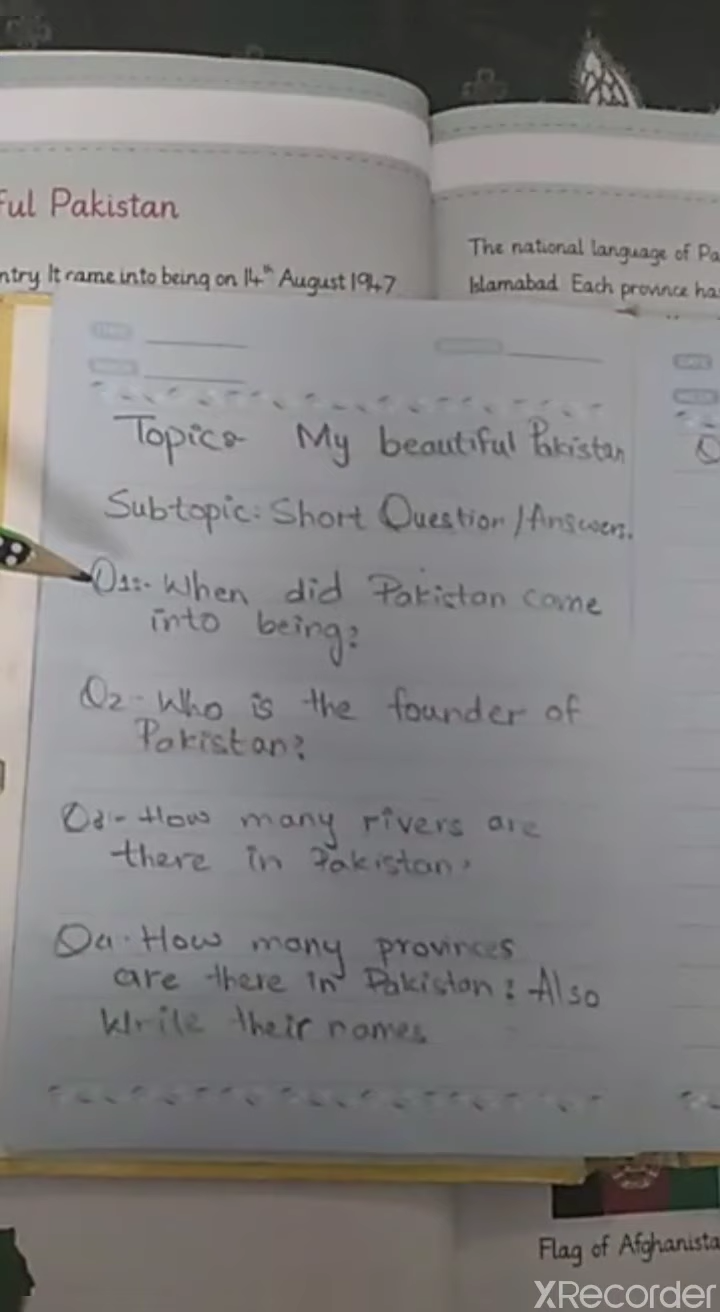 ful Pakistan
ntry It came into being on 14th August 1947
The national language of Pa
Islamabad. Each province ha
Topic:- My beautiful Pakistan
Subtopic: Short Question/Answers.
Q1:- When did Pakistan come
into being?
Q2- Who is the founder of
Pakistan?
Q3- How many rivers are
there in Pakistan?
Q4. How many provinces
are there in Pakistan? Also
Write their names
Flag of Afghanista
XRecorder